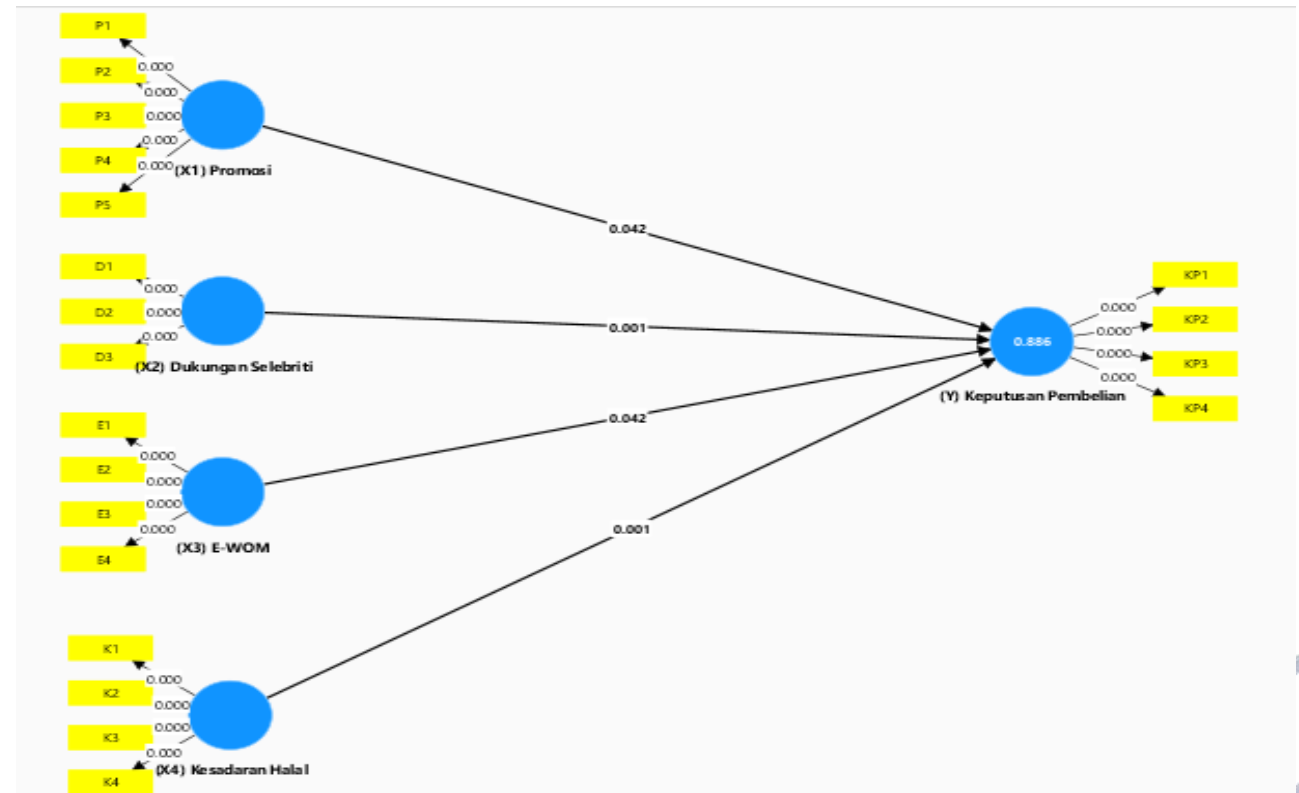 P1
0.000
P2
0.000
P3
0.000
0.000
P4
0.000
(X1) Promosi
P5
0.042
D1
0.000
D2
0.000
0.000
D3
(X2) Dukungan Selebriti
0.001
KP1
0.000
KP2
0.000
0.886
0.000
KP3
0.000
(Y) Keputusan Pembelian
KP4
E1
0.042
0.000
E2
0.000
0.000
E3
0.000
(X3) E-WOM
E4
0.001
K1
0.000
K2
0.000
0.000
K3
0.000
(X4) Kesadaran Halal
K4